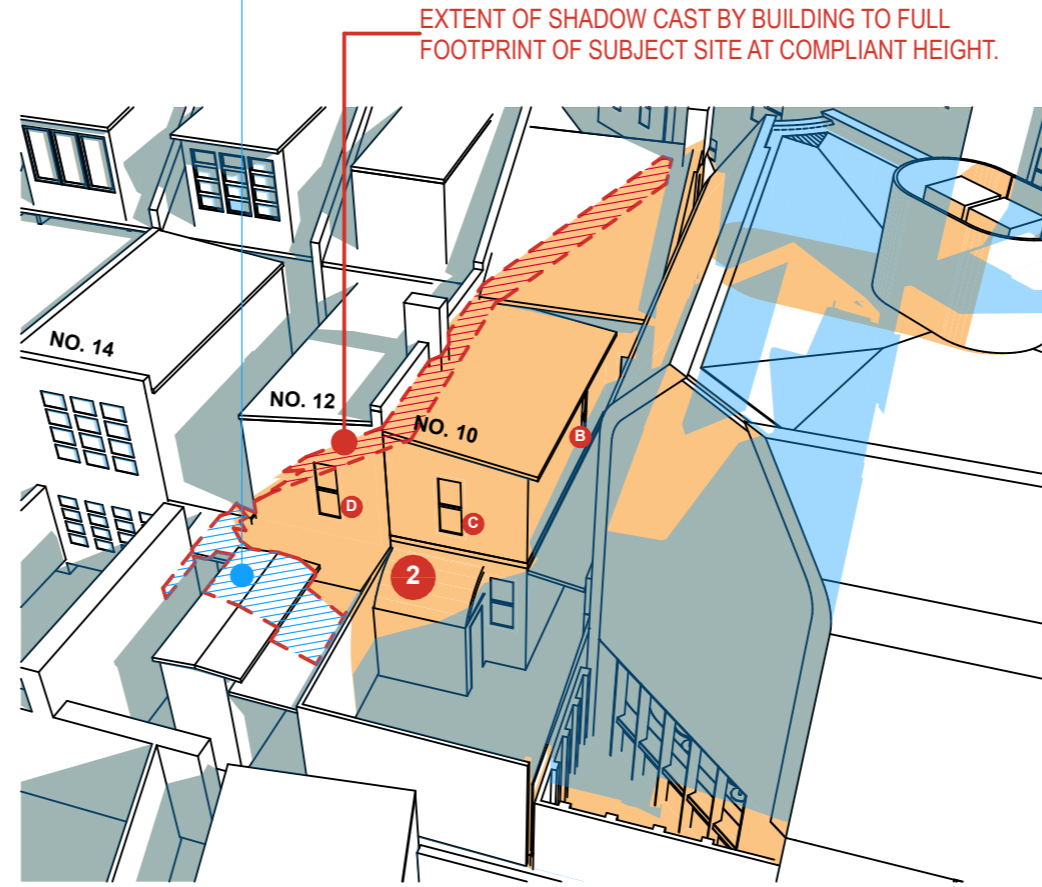 EXTENT OF SHADOW CAST BY BUILDING TO FULL
FOOTPRINT OF SUBJECT SITE AT COMPLIANT HEIGHT.
NO. 14
NO. 12
NO. 10
B
D
C
2